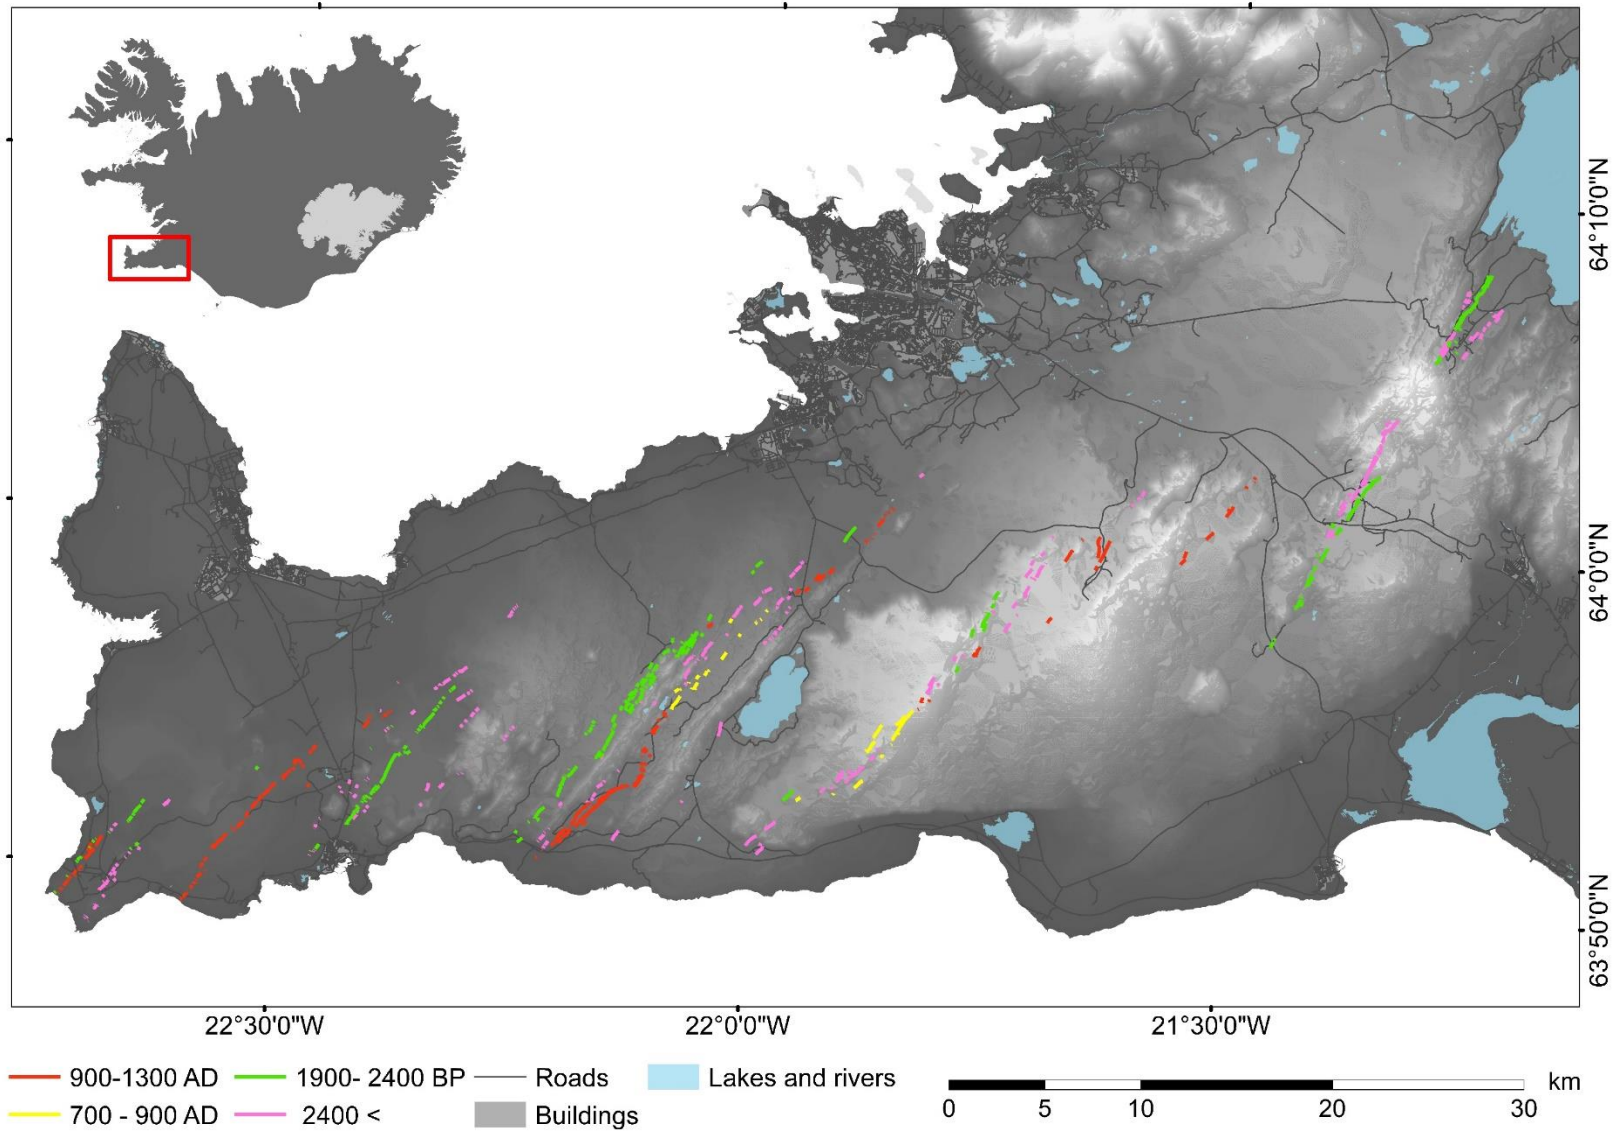 64°10'0"N
64°0'0"N
63°50'0"N
22°30'0"W 22°0'0"W 21°30'0"W
900-1300 AD 1900- 2400 BP Roads Lakes and rivers km
700 - 900 AD 2400 < Buildings 0 5 10 20 30